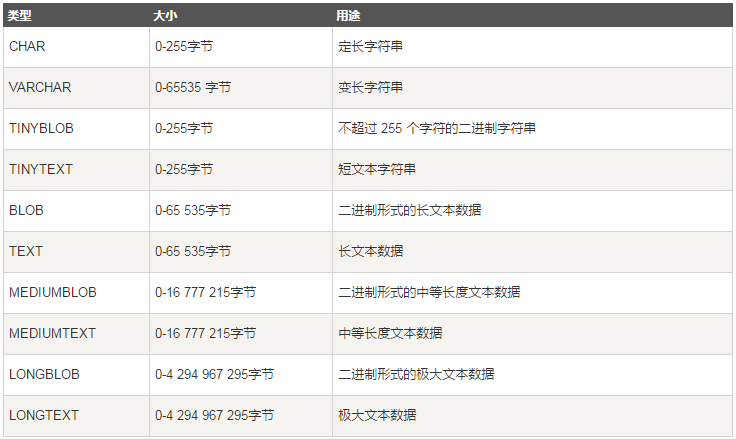 类型 大小 用途
CHAR 0-255字节 定长字符串
VARCHAR 0-65535 字节 变长字符串
TINYBLOB 0-255字节 不超过 255 个字符的二进制字符串
TINYTEXT 0-255字节 短文本字符串
BLOB 0-65 535字节 二进制形式的长文本数据
TEXT 0-65 535字节 长文本数据
MEDIUMBLOB 0-16 777 215字节 二进制形式的中等长度文本数据
MEDIUMTEXT 0-16 777 215字节 中等长度文本数据
LONGBLOB 0-4 294 967 295字节 二进制形式的极大文本数据
LONGTEXT 0-4 294 967 295字节 极大文本数据